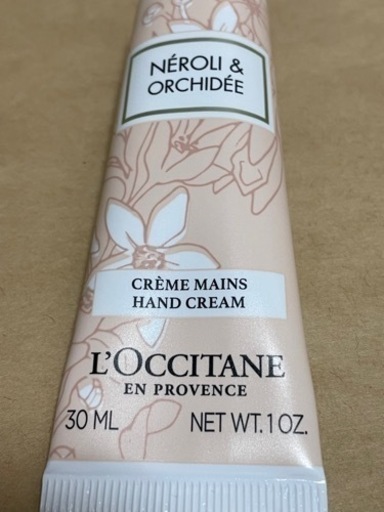 NÉROLI &
ORCHIDÉE
CRÈME MAINS
HAND CREAM
L'OCCITANE
EN PROVENCE
30 ML NET WT. 1 OZ.